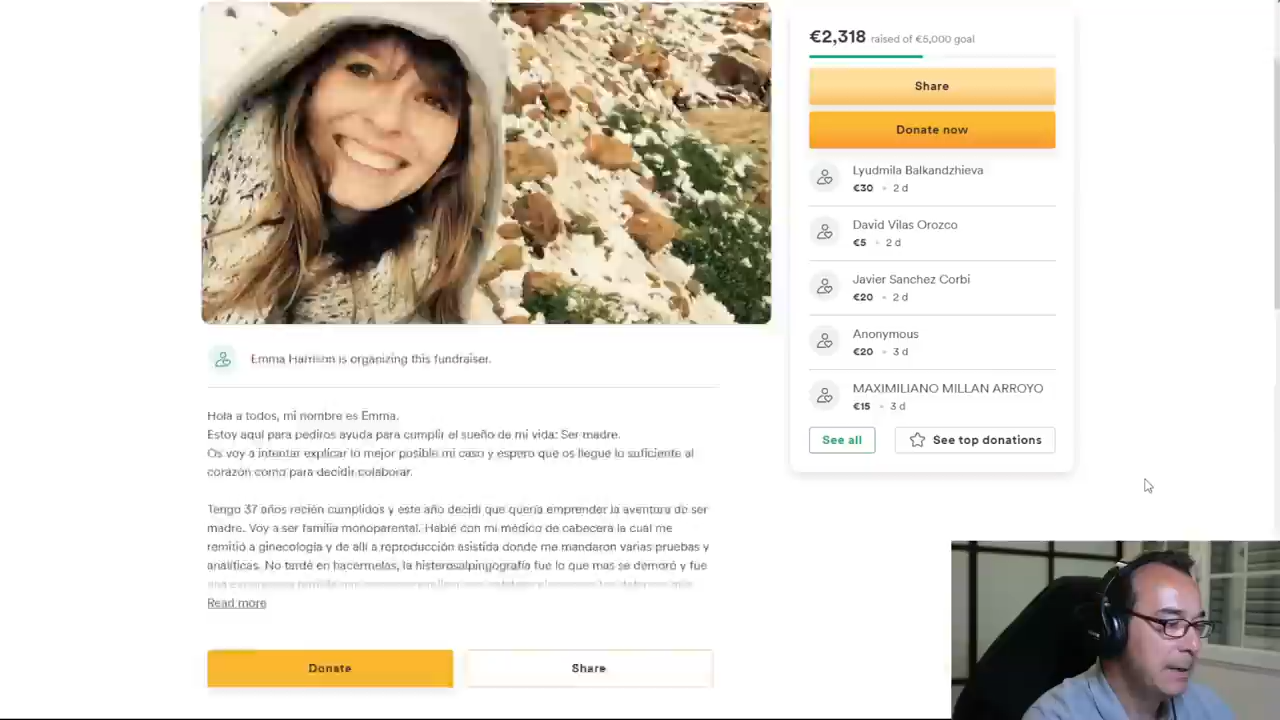 €2,318 raised of €5,000 goal
Share
Donate now
Lyudmila Balkandzhieva
€30 • 2 d
David Vilas Orozco
€5 • 2 d
Javier Sanchez Corbi
€20 • 2 d
Anonymous
€20 • 3 d
MAXIMILIANO MILLAN ARROYO
€15 • 3 d
See all
See top donations
Emma Harrison is organizing this fundraiser.
Hola a todos, mi nombre es Emma.
Estoy aquí para pediros ayuda para cumplir el sueño de mi vida: Ser madre.
Os voy a intentar explicar lo mejor posible mi caso y espero que os llegue lo suficiente al
corazón como para decidir colaborar.
Tengo 37 años recién cumplidos y este año decidí que quería emprender la aventura de ser
madre. Voy a ser familia monoparental. Hablé con mi médico de cabecera la cual me
remitió a ginecología y de allí a reproducción asistida donde me mandaron varias pruebas y
analíticas. No tardé en hacérmelas, la histerosalpingografía fue lo que mas se demoró y fue
Read more
Donate
Share